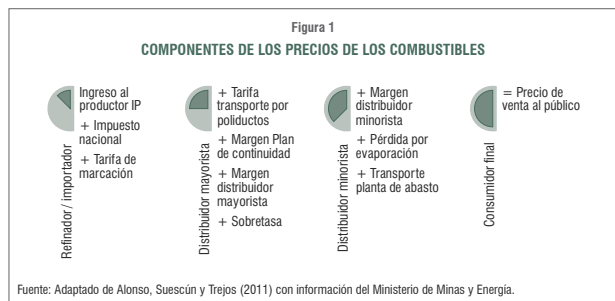 Figura 1
COMPONENTES DE LOS PRECIOS DE LOS COMBUSTIBLES
Refinador/ importador
Ingreso al
productor IP
+ Impuesto
nacional
+ Tarifa de
marcación
Distribuidor mayorista
+ Tarifa
transporte por
poliductos
+ Margen Plan
de continuidad
+ Margen
distribuidor
mayorista
+ Sobretasa
Distribuidor minorista
+ Margen
distribuidor
minorista
+ Pérdida por
evaporación
+ Transporte
planta de abasto
Consumidor final
= Precio de
venta al público
Fuente: Adaptado de Alonso, Suescún y Trejos (2011) con información del Ministerio de Minas y Energía.